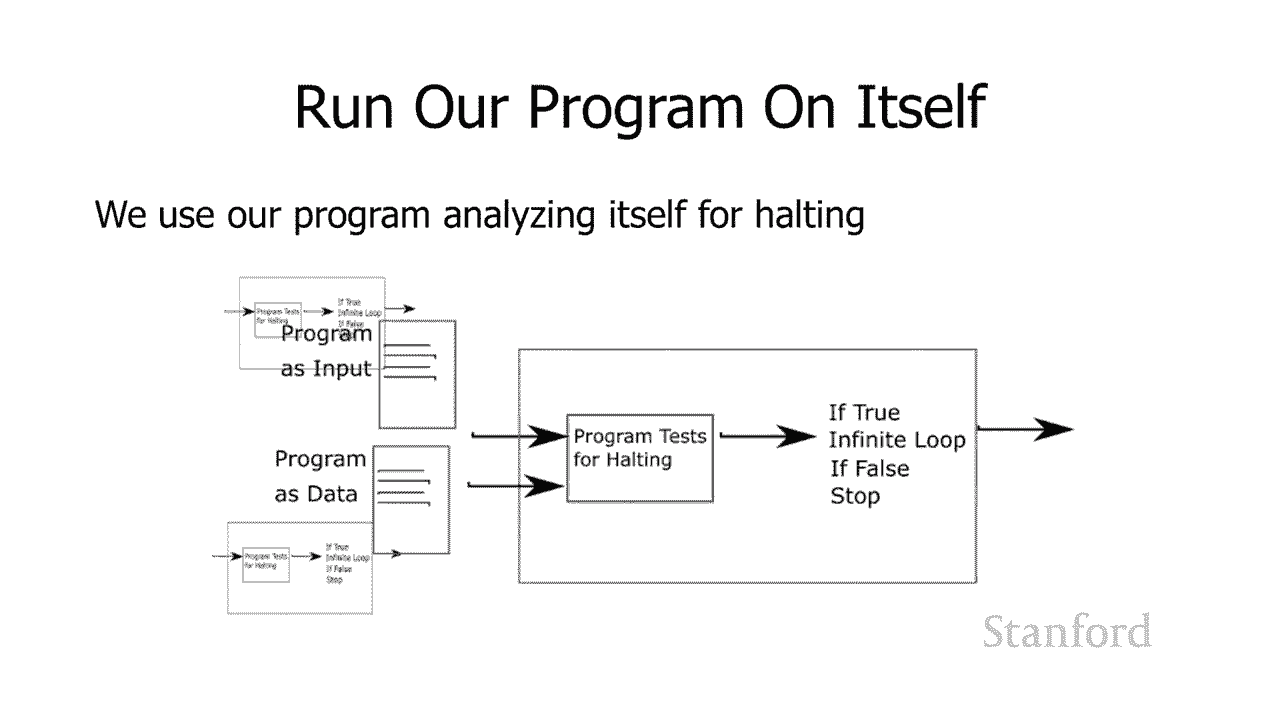 Run Our Program On Itself
We use our program analyzing itself for halting
Program Tests
for Halting
If True
Infinite Loop
If False
Program
as Input
Program Tests
for Halting
If True
Infinite Loop
If False
Stop
Program
as Data
Program Tests
for Halting
If True
Infinite Loop
If False
Stop
Stanford